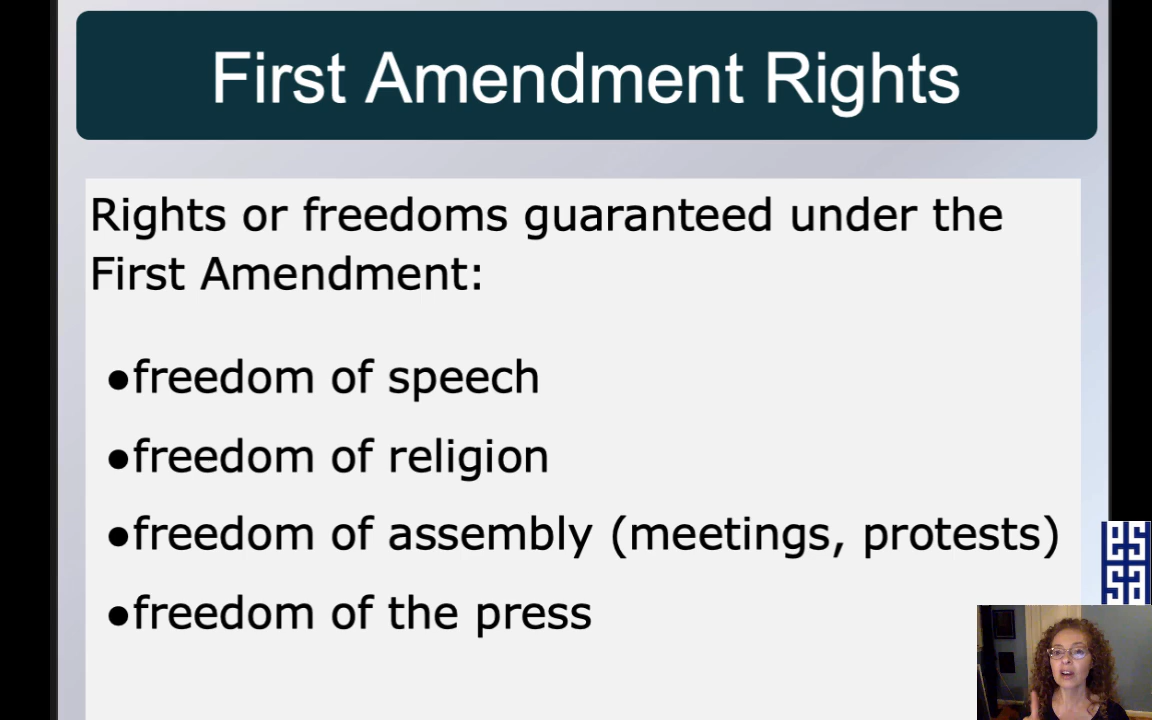 First Amendment Rights
Rights or freedoms guaranteed under the
First Amendment:
●freedom of speech
●freedom of religion
●freedom of assembly (meetings, protests)
●freedom of the press